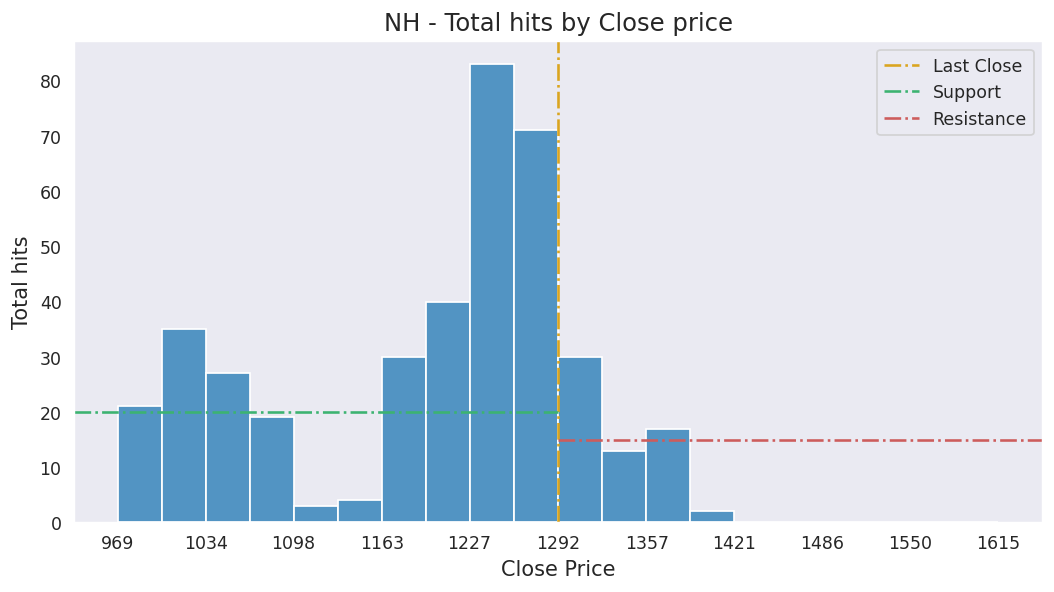 NH - Total hits by Close price
Last Close
Support
Resistance
80
70
60
50
40
30
20
10
0
Total hits
969 1034 1098 1163 1227 1292 1357 1421 1486 1550 1615
Close Price